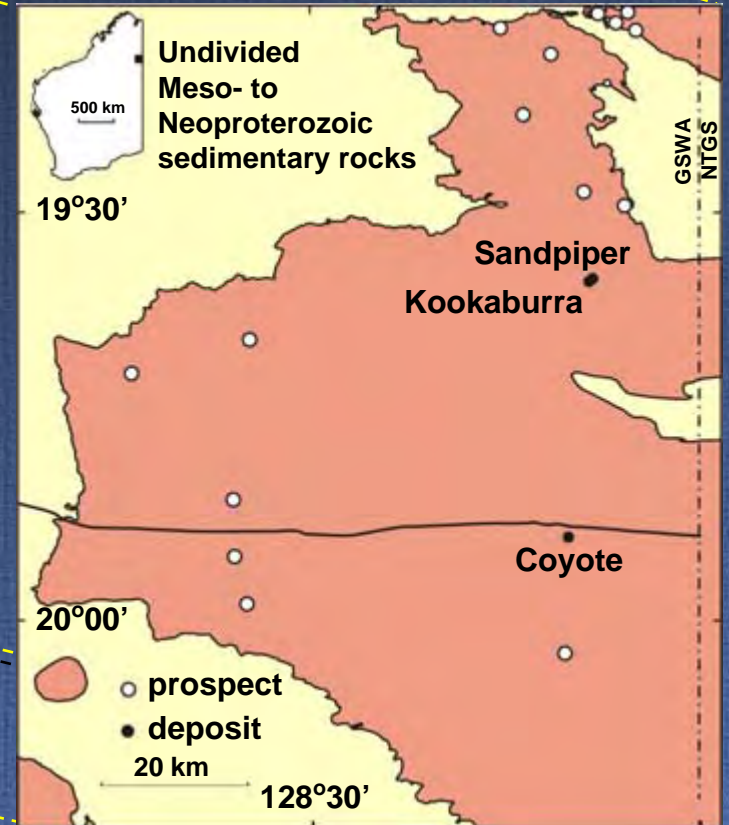 Undivided
Meso- to
Neoproterozoic
sedimentary rocks
500 km
GSWA
NTGS
19°30’
Sandpiper
Kookaburra
Coyote
20°00’
prospect
deposit
20 km
128°30’